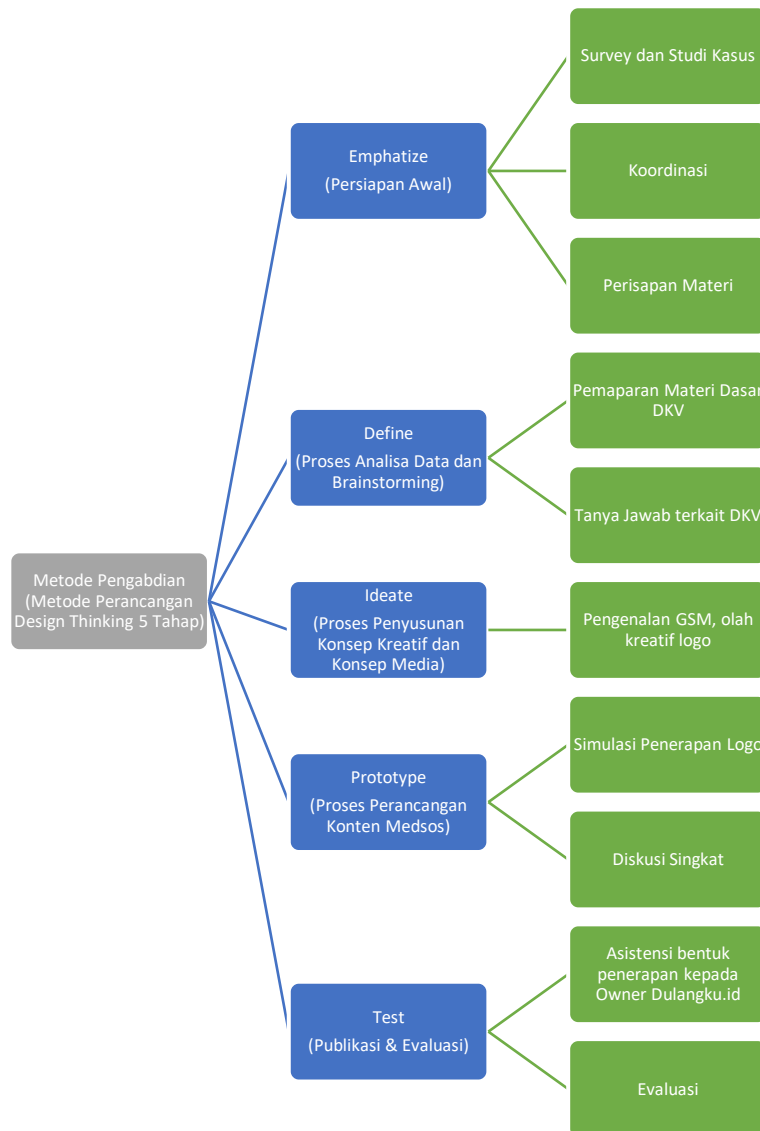 Survey dan Studi Kasus
Emphatize
(Persiapan Awal)
Koordinasi
Perisapan Materi
Pemaparan Materi Dasar
DKV
Define
(Proses Analisa Data dan
Brainstorming)
Tanya Jawab terkait DKV
Metode Pengabdian
(Metode Perancangan
Design Thinking 5 Tahap)
Ideate
(Proses Penyusunan
Konsep Kreatif dan
Konsep Media)
Pengenalan GSM, olah
kreatif logo
Simulasi Penerapan Logo
Prototype
(Proses Perancangan
Konten Medsos)
Diskusi Singkat
Asistensi bentuk
penerapan kepada
Owner Dulangku.id
Test
(Publikasi & Evaluasi)
Evaluasi